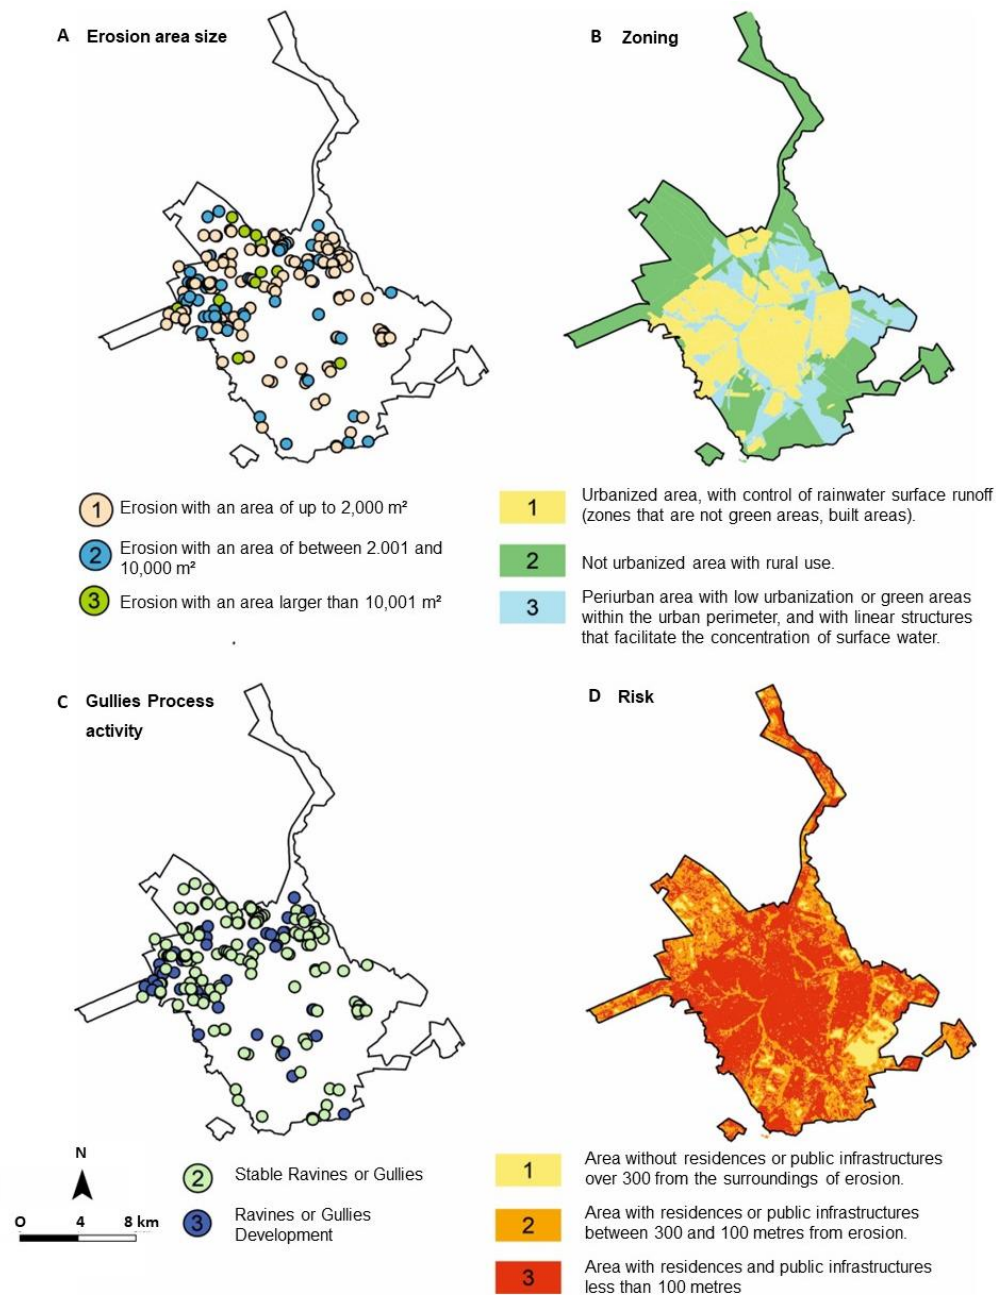 A Erosion area size
B Zoning
1 Erosion with an area of up to 2,000 m²
2 Erosion with an area of between 2.001 and
10,000 m²
3 Erosion with an area larger than 10,001 m²
1 Urbanized area, with control of rainwater surface runoff
(zones that are not green areas, built areas).
2 Not urbanized area with rural use.
3 Periurban area with low urbanization or green areas
within the urban perimeter, and with linear structures
that facilitate the concentration of surface water.
C Gullies Process
activity
D Risk
N
O 4 8 km
2 Stable Ravines or Gullies
3 Ravines or Gullies
Development
1 Area without residences or public infrastructures
over 300 from the surroundings of erosion.
2 Area with residences or public infrastructures
between 300 and 100 metres from erosion.
3 Area with residences and public infrastructures
less than 100 metres